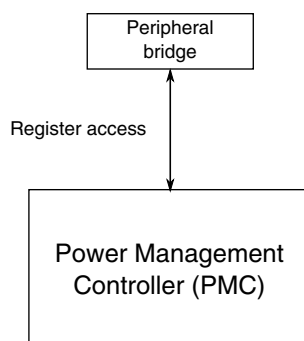 Peripheral
bridge
Register access
Power Management
Controller (PMC)